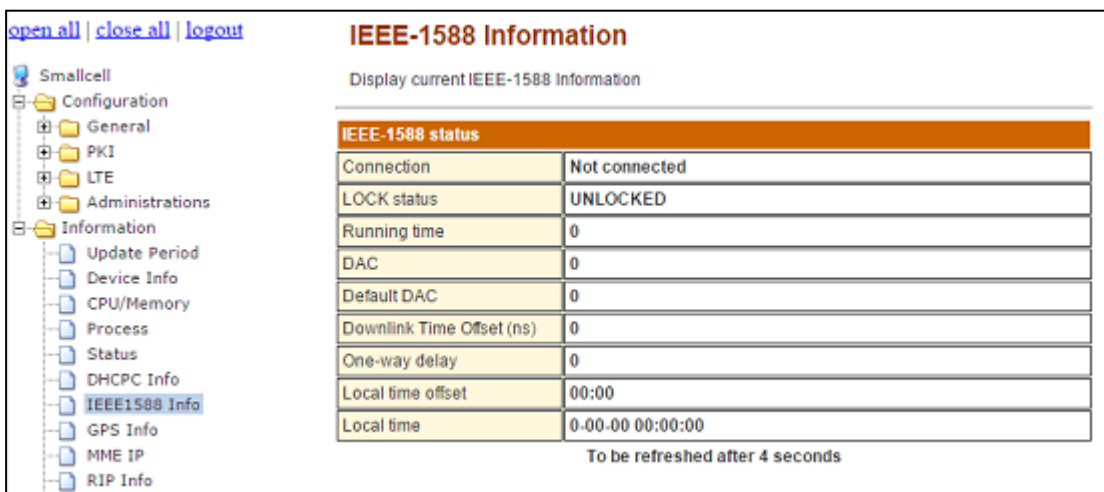 open all | close all | logout
Smallcell
Configuration
General
PKI
LTE
Administrations
Information
Update Period
Device Info
CPU/Memory
Process
Status
DHCPC Info
IEEE1588 Info
GPS Info
MME IP
RIP Info
IEEE-1588 Information
Display current IEEE-1588 Information
IEEE-1588 status
Connection Not connected
LOCK status UNLOCKED
Running time 0
DAC 0
Default DAC 0
Downlink Time Offset (ns) 0
One-way delay 0
Local time offset 00:00
Local time 0-00-00 00:00:00
To be refreshed after 4 seconds